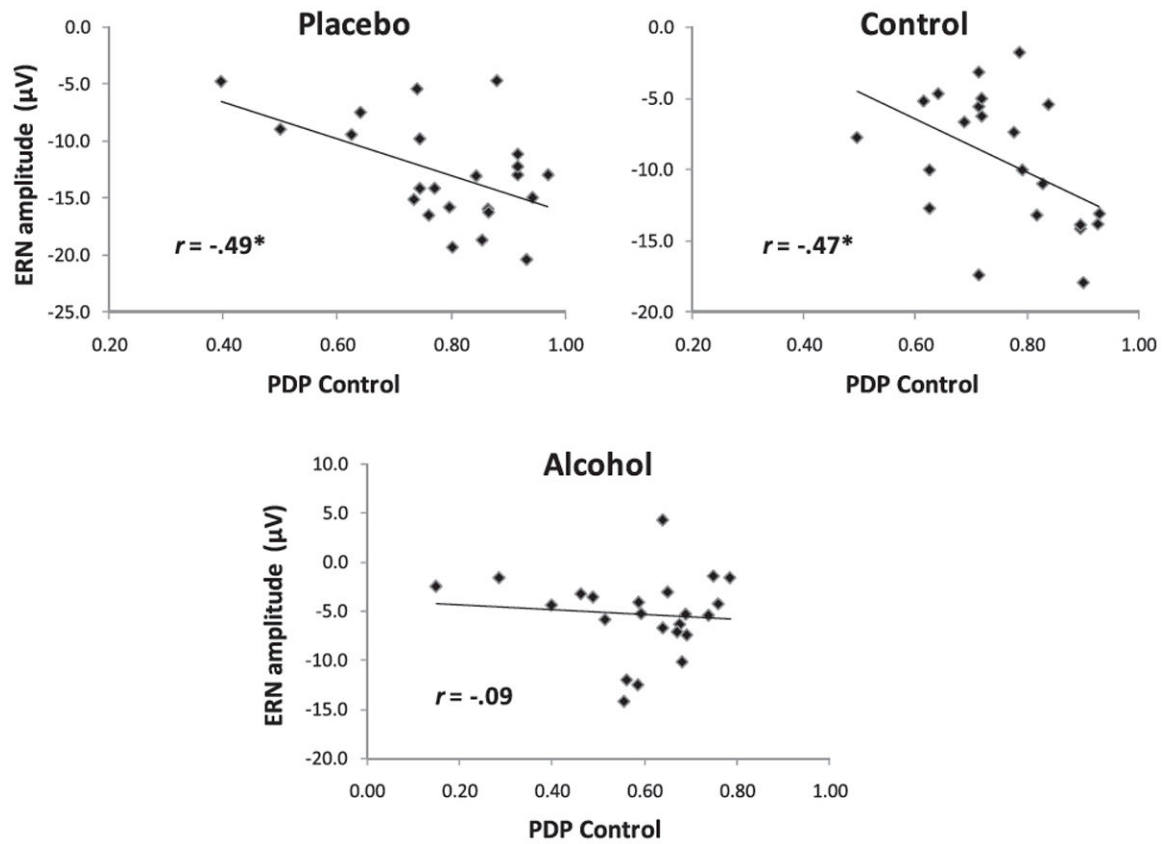 Placebo
0.0
-5.0
-10.0
-15.0
-20.0
-25.0
ERN amplitude (µV)
r = -.49*
0.20 0.40 0.60 0.80 1.00
PDP Control
Control
0.0
-5.0
-10.0
-15.0
-20.0
r = -.47*
0.20 0.40 0.60 0.80 1.00
PDP Control
Alcohol
10.0
5.0
0.0
-5.0
-10.0
-15.0
-20.0
ERN amplitude (µV)
r = -.09
0.00 0.20 0.40 0.60 0.80 1.00
PDP Control